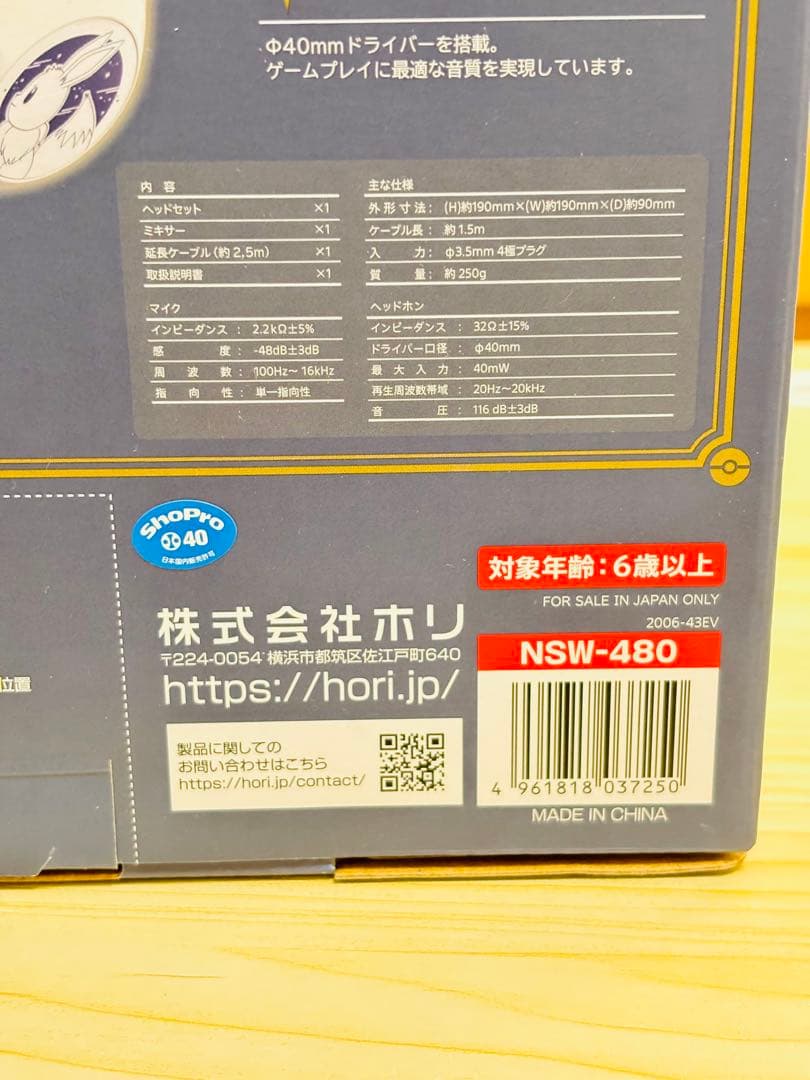 Φ40mmドライバーを搭載。
ゲームプレイに最適な音質を実現しています。
内 容
ヘッドセット ×1
ミキサー ×1
延長ケーブル(約2,5m) ×1
取扱説明書 ×1
主な仕様
外形寸法: (H)約190mm×(W)約190mm×(D)約90mm
ケーブル長: 約1.5m
入 力: φ3.5mm 4極プラグ
質 量: 約250g
マイク
インピーダンス : 2.2kΩ±5%
感 度 : -48dB±3dB
周 波 数 : 100Hz〜16kHz
指 向 性 : 単一指向性
ヘッドホン
インピーダンス : 32Ω±15%
ドライバー口径 : φ40mm
最 大 入 力 : 40mW
再生周波数帯域 : 20Hz〜20kHz
音 圧 : 116 dB±3dB
ShoPro
40
日本国内販売許可
対象年齢:6歳以上
FOR SALE IN JAPAN ONLY
2006-43EV
株式会社ホリ
〒224-0054 横浜市都筑区佐江戸町640
https://hori.jp/
位置
製品に関しての
お問い合わせはこちら
https://hori.jp/contact/
NSW-480
4 961818 037250
MADE IN CHINA